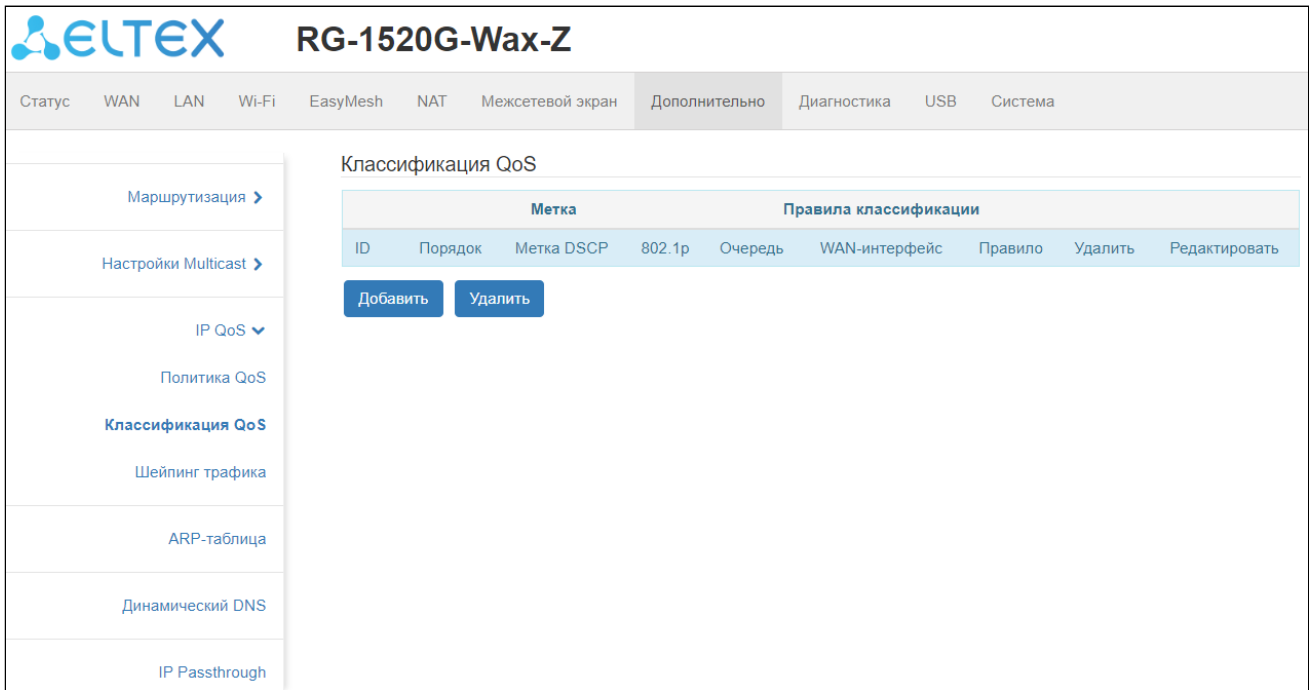 ELTEX RG-1520G-Wax-Z
Статус WAN LAN Wi-Fi EasyMesh NAT Межсетевой экран Дополнительно Диагностика USB Система
Маршрутизация
Настройки Multicast
IP QoS
Политика QoS
Классификация QoS
Шейпинг трафика
ARP-таблица
Динамический DNS
IP Passthrough
Классификация QoS
Метка Правила классификации
ID Порядок Метка DSCP 802.1p Очередь WAN-интерфейс Правило Удалить Редактировать
Добавить Удалить